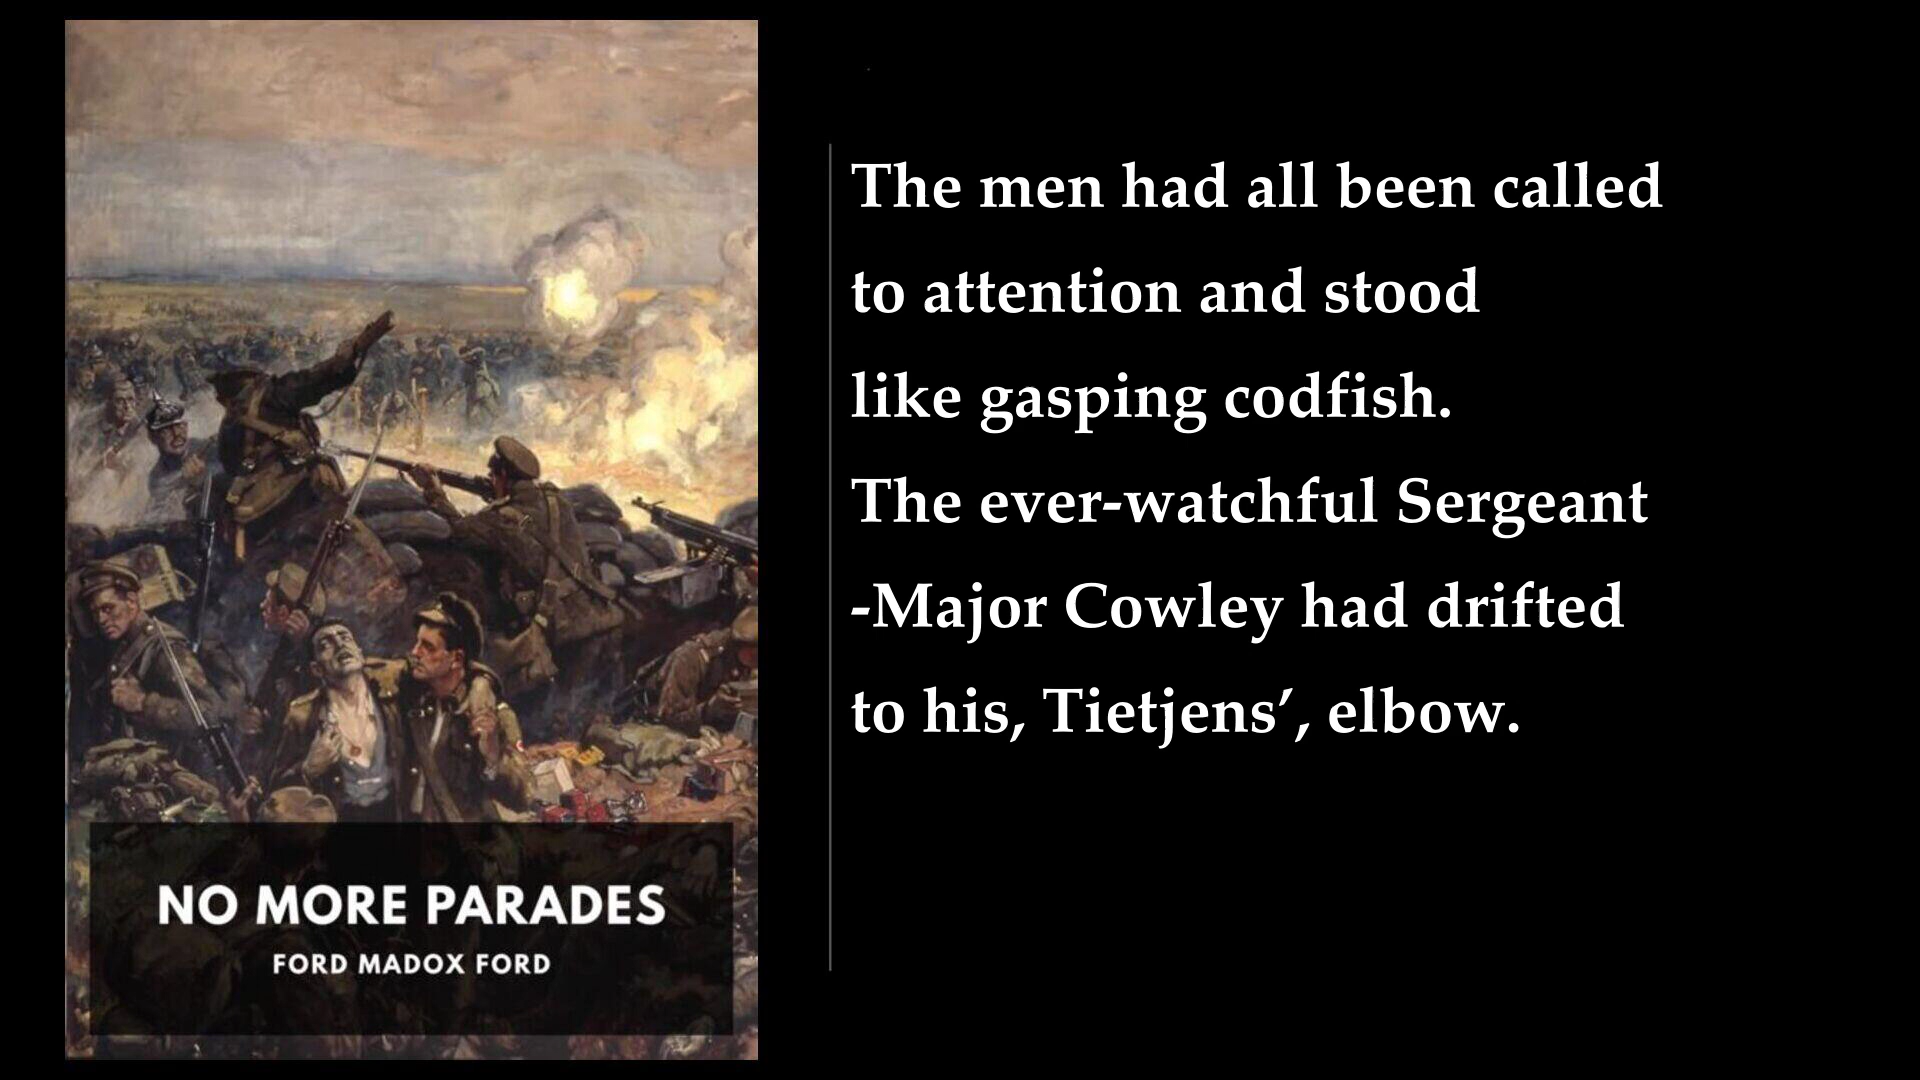 The men had all been called
to attention and stood
like gasping codfish.
The ever-watchful Sergeant
-Major Cowley had drifted
to his, Tietjens’, elbow.
NO MORE PARADES
FORD MADOX FORD